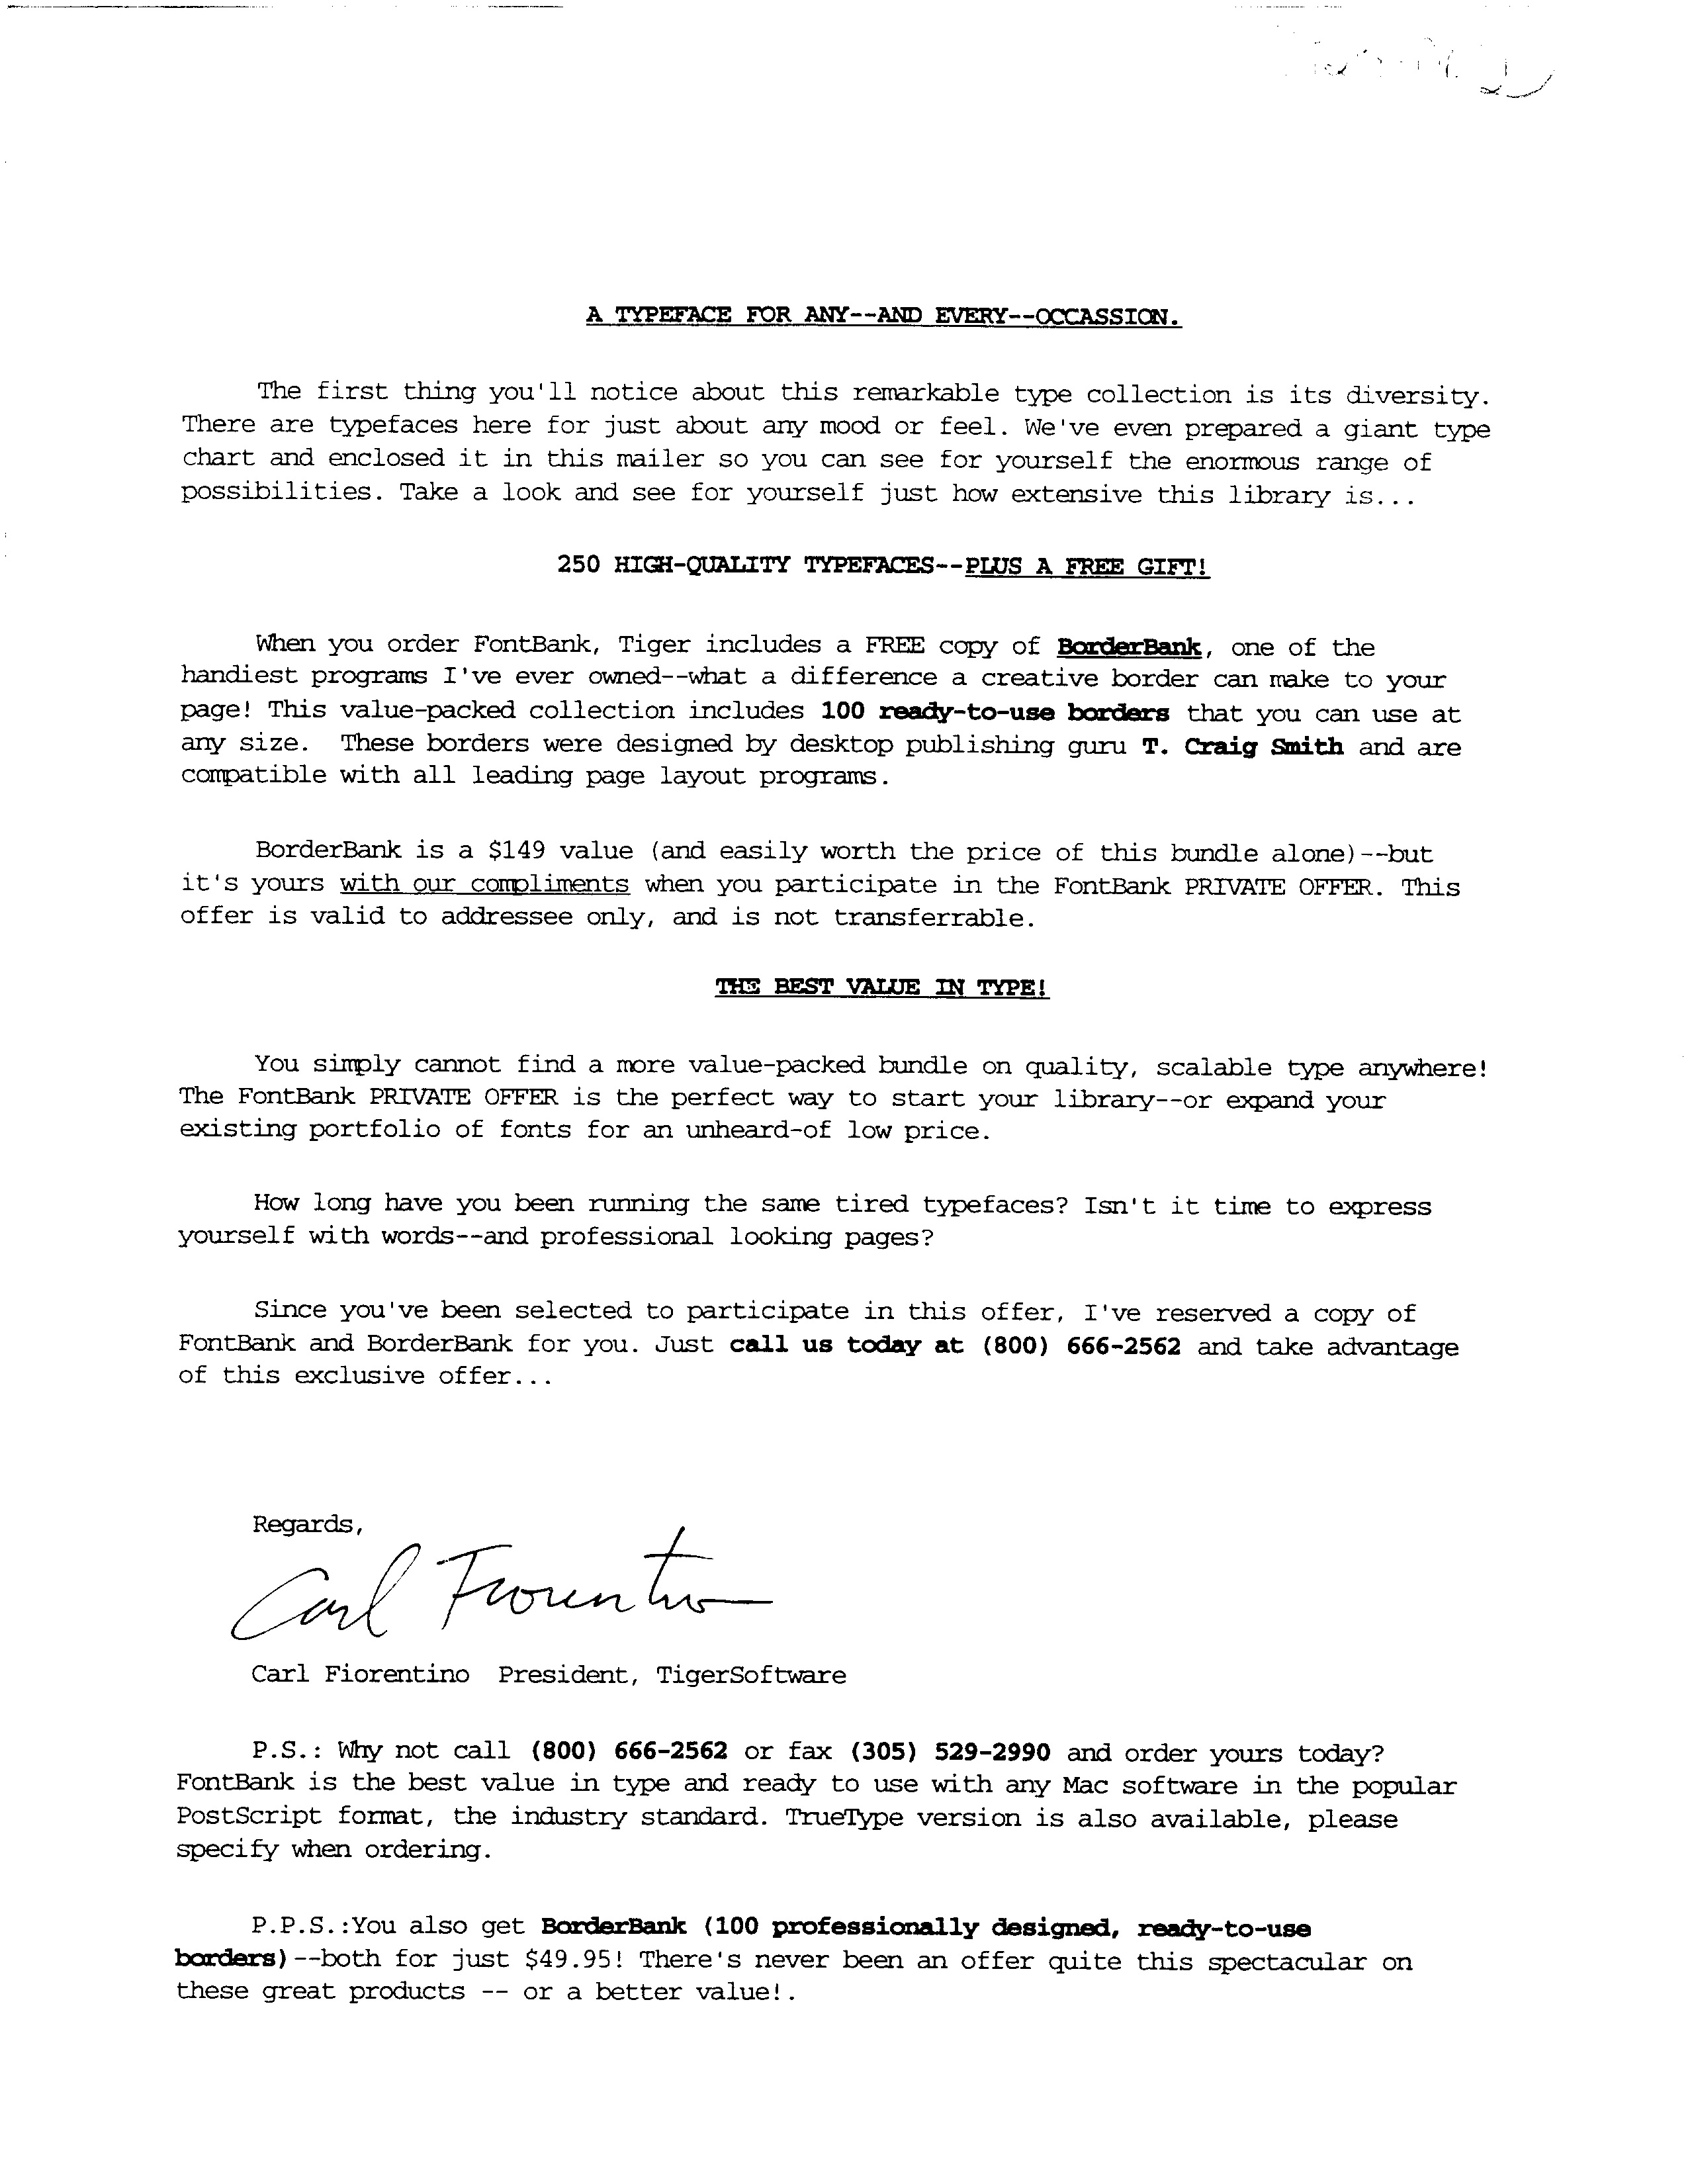 A TYPEFACE FOR ANY--AND EVERY--OCCASSION.
The first thing you'll notice about this remarkable type collection is its diversity.
There are typefaces here for just about any mood or feel. We've even prepared a giant type
chart and enclosed it in this mailer so you can see for yourself the enormous range of
possibilities. Take a look and see for yourself just how extensive this library is...
250 HIGH-QUALITY TYPEFACES--PLUS A FREE GIFT!
When you order FontBank, Tiger includes a FREE copy of BorderBank, one of the
handiest programs I've ever owned--what a difference a creative border can make to your
page! This value-packed collection includes 100 ready-to-use borders that you can use at
any size. These borders were designed by desktop publishing guru T. Craig Smith and are
compatible with all leading page layout programs.
BorderBank is a $149 value (and easily worth the price of this bundle alone)--but
it's yours with our compliments when you participate in the FontBank PRIVATE OFFER. This
offer is valid to addressee only, and is not transferrable.
THE BEST VALUE IN TYPE!
You simply cannot find a more value-packed bundle on quality, scalable type anywhere!
The FontBank PRIVATE OFFER is the perfect way to start your library--or expand your
existing portfolio of fonts for an unheard-of low price.
How long have you been running the same tired typefaces? Isn't it time to express
yourself with words--and professional looking pages?
Since you've been selected to participate in this offer, I've reserved a copy of
FontBank and BorderBank for you. Just call us today at (800) 666-2562 and take advantage
of this exclusive offer...
Regards,
Carl Fiorentino
Carl Fiorentino President, TigerSoftware
P.S.: Why not call (800) 666-2562 or fax (305) 529-2990 and order yours today?
FontBank is the best value in type and ready to use with any Mac software in the popular
PostScript format, the industry standard. TrueType version is also available, please
specify when ordering.
P.P.S.:You also get BorderBank (100 professionally designed, ready-to-use
borders)--both for just $49.95! There's never been an offer quite this spectacular on
these great products -- or a better value!.